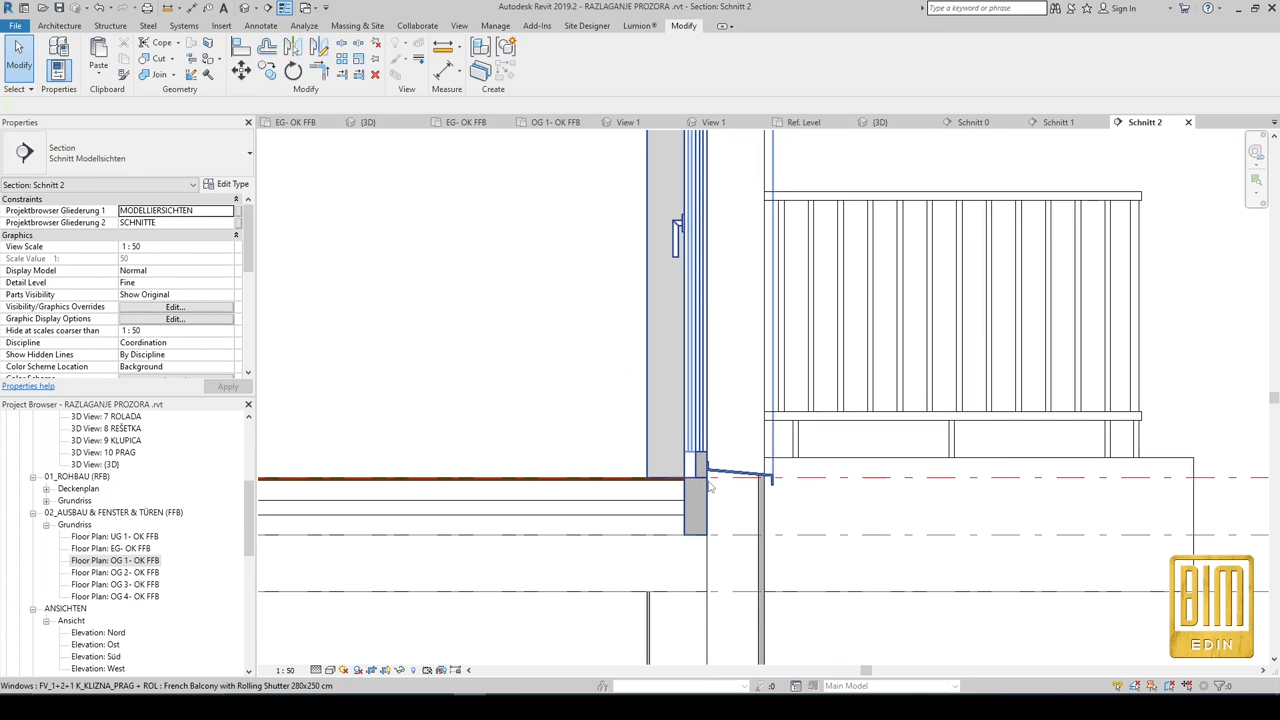 Autodesk Revit 2019.2 - RAZLAGANJE PROZORA .rvt - Section: Schnitt 2
Type a keyword or phrase
Sign In
File Architecture Structure Steel Systems Insert Annotate Analyze Massing & Site Collaborate View Manage Add-Ins Site Designer Lumion® Modify
Modify Properties Paste Cope Cut Join
Select Properties Clipboard Geometry Modify View Measure Create
Properties
EG- OK FFB {3D} EG- OK FFB OG 1- OK FFB View 1 View 1 Ref. Level {3D} Schnitt 0 Schnitt 1 Schnitt 2
Section
Schnitt Modellsichten
Section: Schnitt 2 Edit Type
Constraints
Projektbrowser Gliederung 1 MODELLIERSICHTEN
Projektbrowser Gliederung 2 SCHNITTE
Graphics
View Scale 1 : 50
Scale Value 1: 50
Display Model Normal
Detail Level Fine
Parts Visibility Show Original
Visibility/Graphics Overrides Edit...
Graphic Display Options Edit...
Hide at scales coarser than 1 : 50
Discipline Coordination
Show Hidden Lines By Discipline
Color Scheme Location Background
Properties help Apply
Project Browser - RAZLAGANJE PROZORA .rvt
3D View: 7 ROLADA
3D View: 8 REŠETKA
3D View: 9 KLUPICA
3D View: 10 PRAG
3D View: {3D}
01_ROHBAU (RFB)
Deckenplan
Grundriss
02_AUSBAU & FENSTER & TÜREN (FFB)
Grundriss
Floor Plan: UG 1- OK FFB
Floor Plan: EG- OK FFB
Floor Plan: OG 1- OK FFB
Floor Plan: OG 2- OK FFB
Floor Plan: OG 3- OK FFB
Floor Plan: OG 4- OK FFB
ANSICHTEN
Ansicht
Elevation: Nord
Elevation: Ost
Elevation: Süd
Elevation: West
BIM
EDIN
1 : 50
Windows : FV_1+2+1 K_KLIZNA_PRAG + ROL : French Balcony with Rolling Shutter 280x250 cm
:0 Main Model :0